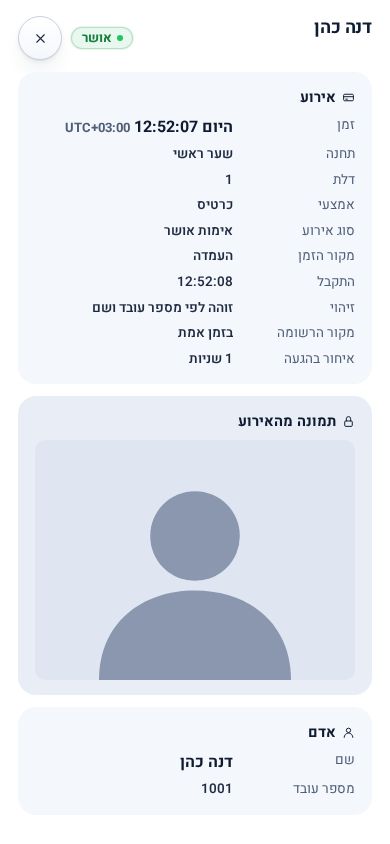 דנה כהן
אושר
אירוע
זמן היום 12:52:07 UTC+03:00
תחנה שער ראשי
דלת 1
אמצעי כרטיס
סוג אירוע אימות אושר
מקור הזמן העמדה
התקבל 12:52:08
זיהוי זוהה לפי מספר עובד ושם
מקור הרשומה בזמן אמת
איחור בהגעה 1 שניות
תמונה מהאירוע
אדם
שם דנה כהן
מספר עובד 1001